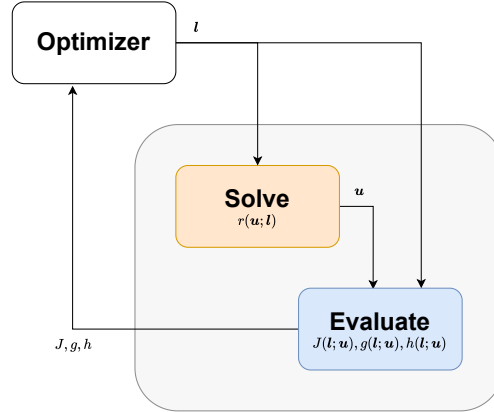 Optimizer
l
Solve
r(u; l)
u
Evaluate
J(l; u), g(l; u), h(l; u)
J, g, h